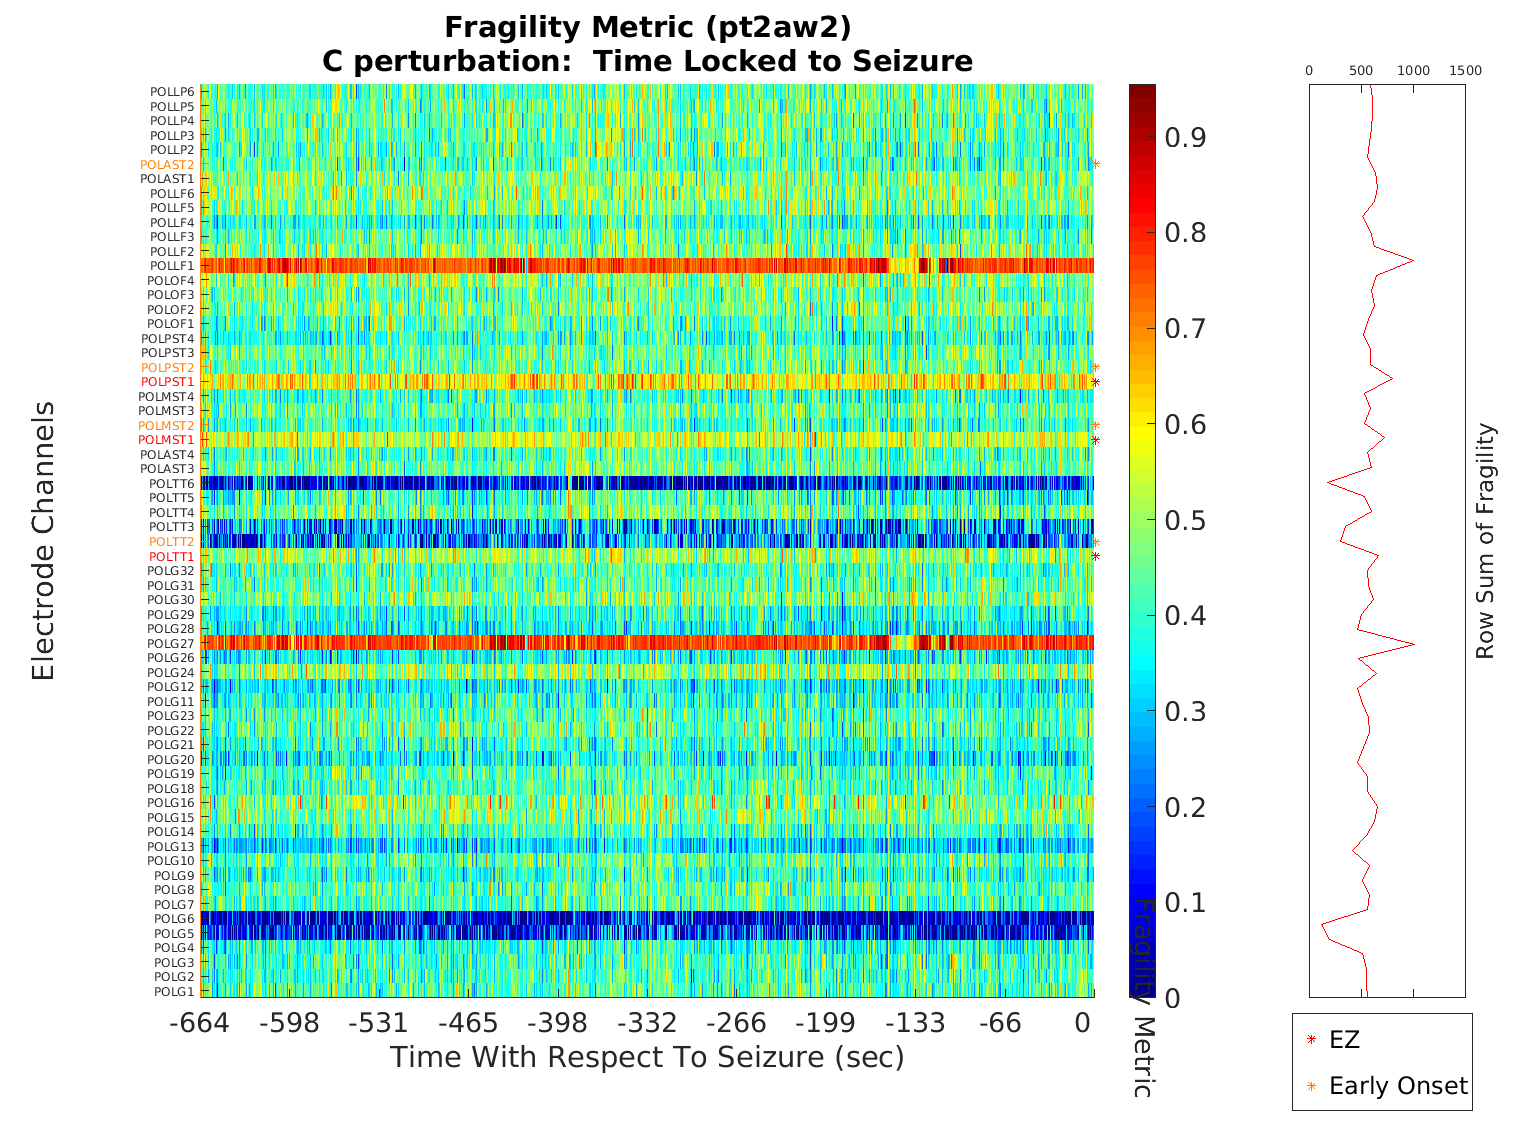 Fragility Metric (pt2aw2)
C perturbation:  Time Locked to Seizure
Electrode Channels
POLLP6
POLLP5
POLLP4
POLLP3
POLLP2
POLAST2
POLAST1
POLLF6
POLLF5
POLLF4
POLLF3
POLLF2
POLLF1
POLOF4
POLOF3
POLOF2
POLOF1
POLPST4
POLPST3
POLPST2
POLPST1
POLMST4
POLMST3
POLMST2
POLMST1
POLAST4
POLAST3
POLTT6
POLTT5
POLTT4
POLTT3
POLTT2
POLTT1
POLG32
POLG31
POLG30
POLG29
POLG28
POLG27
POLG26
POLG24
POLG12
POLG11
POLG23
POLG22
POLG21
POLG20
POLG19
POLG18
POLG16
POLG15
POLG14
POLG13
POLG10
POLG9
POLG8
POLG7
POLG6
POLG5
POLG4
POLG3
POLG2
POLG1
-664 -598 -531 -465 -398 -332 -266 -199 -133 -66 0
Time With Respect To Seizure (sec)
0.9
0.8
0.7
0.6
0.5
0.4
0.3
0.2
0.1
0
Fragility Metric
0 500 1000 1500
Row Sum of Fragility
EZ
Early Onset